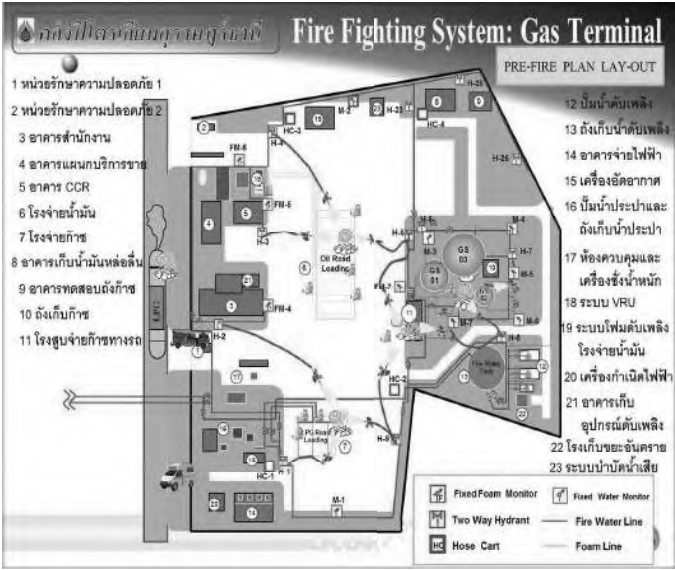 คลังปิโตรเลียมสุราษฎร์ธานี
Fire Fighting System: Gas Terminal
PRE-FIRE PLAN LAY-OUT
1 หน่วยรักษาความปลอดภัย 1
2 หน่วยรักษาความปลอดภัย 2
3 อาคารสำนักงาน
4 อาคารแผนกบริการขาย
5 อาคาร CCR
6 โรงจ่ายน้ำมัน
7 โรงจ่ายก๊าซ
8 อาคารเก็บน้ำมันหล่อลื่น
9 อาคารทดสอบถังก๊าซ
10 ถังเก็บก๊าซ
11 โรงสูบจ่ายก๊าซทางรถ
12 ปั๊มน้ำดับเพลิง
13 ถังเก็บน้ำดับเพลิง
14 อาคารจ่ายไฟฟ้า
15 เครื่องอัดอากาศ
16 ปั๊มน้ำประปาและ
ถังเก็บน้ำประปา
17 ห้องควบคุมและ
เครื่องชั่งน้ำหนัก
18 ระบบ VRU
19 ระบบโฟมดับเพลิง
โรงจ่ายน้ำมัน
20 เครื่องกำเนิดไฟฟ้า
21 อาคารเก็บ
อุปกรณ์ดับเพลิง
22 โรงเก็บขยะอันตราย
23 ระบบบำบัดน้ำเสีย
H-25
M-2
H-23
HC-3
HC-4
H-4
FM-6
H-26
FM-5
H-3
H-5
H-6
M-4
M-3
GS
03
H-7
GS
01
M-5
Oil Road
Loading
FM-7
FM-4
M-7
M-6
H-2
H-8
Fire Water
Tank
HC-2
LPG Road
Loading
H-9
H-1
HC-1
M-1
Fixed Foam Monitor
Fixed Water Monitor
Two Way Hydrant
Fire Water Line
HC
Hose Cart
Foam Line